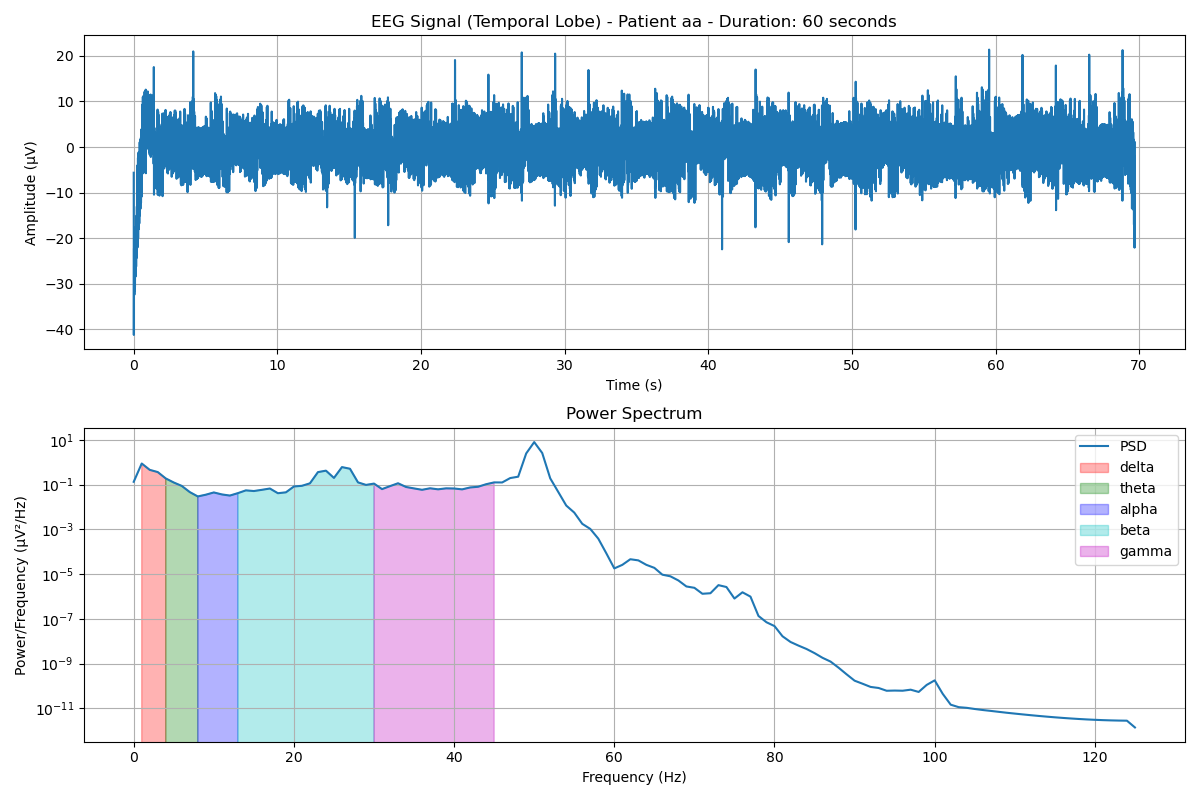 EEG Signal (Temporal Lobe) - Patient aa - Duration: 60 seconds
Amplitude (µV)
20
10
0
−10
−20
−30
−40
0 10 20 30 40 50 60 70
Time (s)
Power Spectrum
Power/Frequency (µV²/Hz)
10¹
10⁻¹
10⁻³
10⁻⁵
10⁻⁷
10⁻⁹
10⁻¹¹
PSD
delta
theta
alpha
beta
gamma
0 20 40 60 80 100 120
Frequency (Hz)